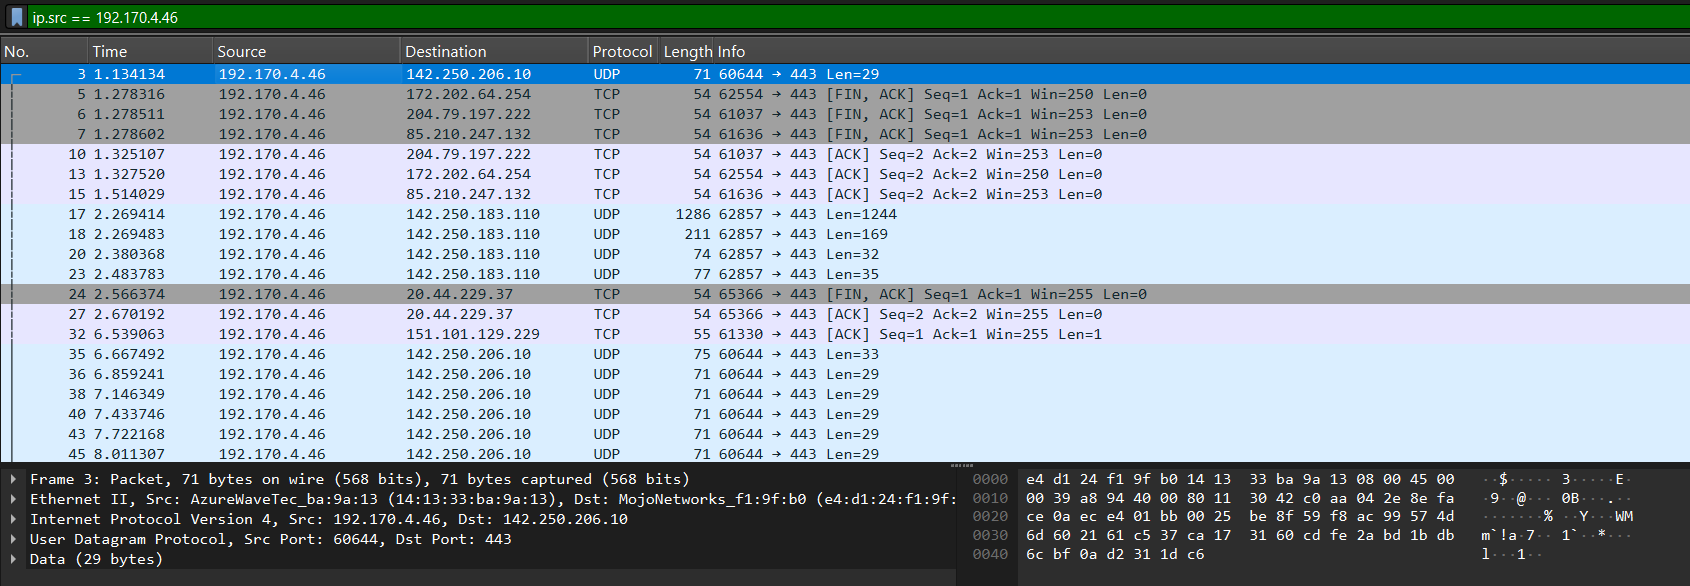 ip.src == 192.170.4.46
No. Time Source Destination Protocol Length Info
3 1.134134 192.170.4.46 142.250.206.10 UDP 71 60644 → 443 Len=29
5 1.278316 192.170.4.46 172.202.64.254 TCP 54 62554 → 443 [FIN, ACK] Seq=1 Ack=1 Win=250 Len=0
6 1.278511 192.170.4.46 204.79.197.222 TCP 54 61037 → 443 [FIN, ACK] Seq=1 Ack=1 Win=253 Len=0
7 1.278602 192.170.4.46 85.210.247.132 TCP 54 61636 → 443 [FIN, ACK] Seq=1 Ack=1 Win=253 Len=0
10 1.325107 192.170.4.46 204.79.197.222 TCP 54 61037 → 443 [ACK] Seq=2 Ack=2 Win=253 Len=0
13 1.327520 192.170.4.46 172.202.64.254 TCP 54 62554 → 443 [ACK] Seq=2 Ack=2 Win=250 Len=0
15 1.514029 192.170.4.46 85.210.247.132 TCP 54 61636 → 443 [ACK] Seq=2 Ack=2 Win=253 Len=0
17 2.269414 192.170.4.46 142.250.183.110 UDP 1286 62857 → 443 Len=1244
18 2.269483 192.170.4.46 142.250.183.110 UDP 211 62857 → 443 Len=169
20 2.380368 192.170.4.46 142.250.183.110 UDP 74 62857 → 443 Len=32
23 2.483783 192.170.4.46 142.250.183.110 UDP 77 62857 → 443 Len=35
24 2.566374 192.170.4.46 20.44.229.37 TCP 54 65366 → 443 [FIN, ACK] Seq=1 Ack=1 Win=255 Len=0
27 2.670192 192.170.4.46 20.44.229.37 TCP 54 65366 → 443 [ACK] Seq=2 Ack=2 Win=255 Len=0
32 6.539063 192.170.4.46 151.101.129.229 TCP 55 61330 → 443 [ACK] Seq=1 Ack=1 Win=255 Len=1
35 6.667492 192.170.4.46 142.250.206.10 UDP 75 60644 → 443 Len=33
36 6.859241 192.170.4.46 142.250.206.10 UDP 71 60644 → 443 Len=29
38 7.146349 192.170.4.46 142.250.206.10 UDP 71 60644 → 443 Len=29
40 7.433746 192.170.4.46 142.250.206.10 UDP 71 60644 → 443 Len=29
43 7.722168 192.170.4.46 142.250.206.10 UDP 71 60644 → 443 Len=29
45 8.011307 192.170.4.46 142.250.206.10 UDP 71 60644 → 443 Len=29
Frame 3: Packet, 71 bytes on wire (568 bits), 71 bytes captured (568 bits)
Ethernet II, Src: AzureWaveTec_ba:9a:13 (14:13:33:ba:9a:13), Dst: MojoNetworks_f1:9f:b0 (e4:d1:24:f1:9f:
Internet Protocol Version 4, Src: 192.170.4.46, Dst: 142.250.206.10
User Datagram Protocol, Src Port: 60644, Dst Port: 443
Data (29 bytes)
0000 e4 d1 24 f1 9f b0 14 13 33 ba 9a 13 08 00 45 00 ··$····· 3·····E·
0010 00 39 a8 94 40 00 80 11 30 42 c0 aa 04 2e 8e fa ·9··@··· 0B···.··
0020 ce 0a ec e4 01 bb 00 25 be 8f 59 f8 ac 99 57 4d ·······% ··Y···WM
0030 6d 60 21 61 c5 37 ca 17 31 60 cd fe 2a bd 1b db m`!a·7·· 1`··*···
0040 6c bf 0a d2 31 1d c6 l···1··